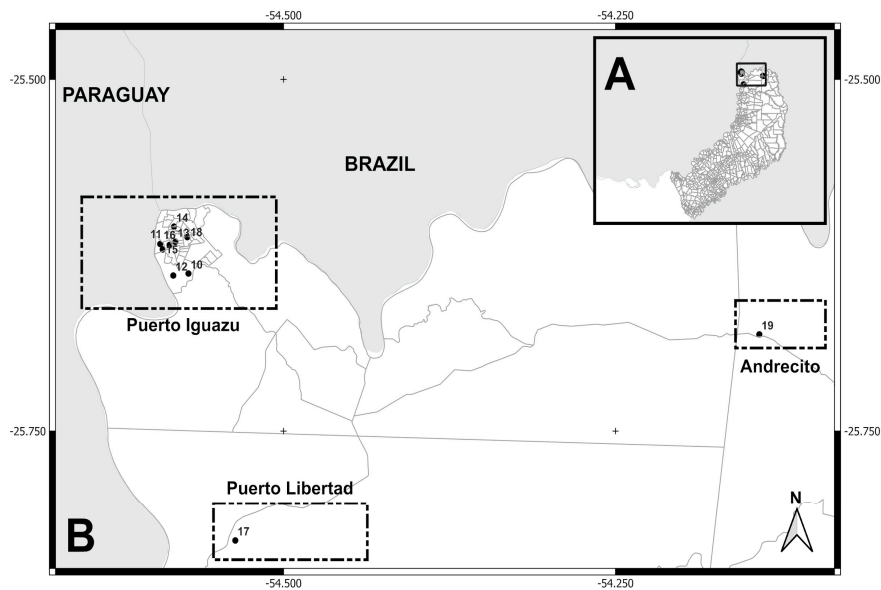 -54.500 -54.250
-25.500 -25.500
A
PARAGUAY
BRAZIL
14
11 16 13 18
15
12 10
Puerto Iguazu
19
Andrecito
-25.750 -25.750
Puerto Libertad
17
N
B
-54.500 -54.250